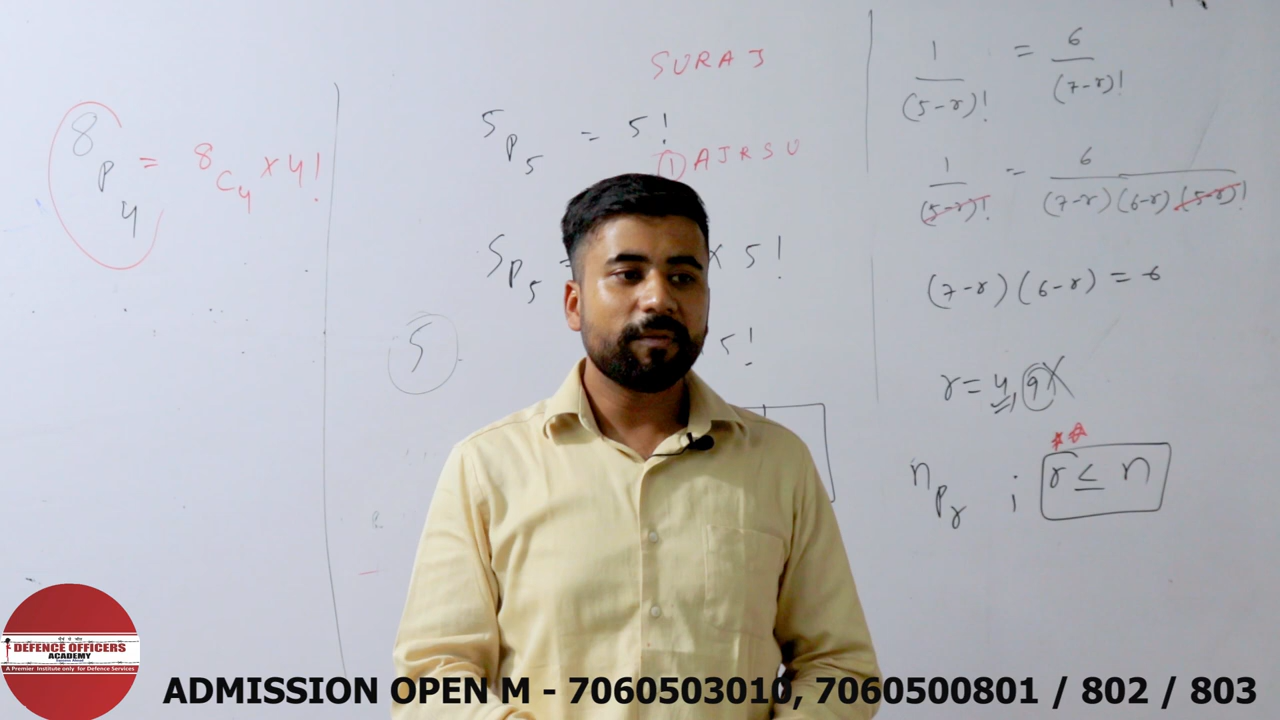 8P4 = 8C4 × 4!
SURAJ
5P5 = 5!
① AJRSU
5P5 = × 5!
5!
5
1/(5-r)! = 6/(7-r)!
1/(5-r)! = 6/(7-r)(6-r)(5-r)!
(7-r)(6-r) = 6
r = 4, 9 X
nPr ; r ≤ n
DEFENCE OFFICERS
ACADEMY
A Premier Institute only for Defence Services
ADMISSION OPEN M - 7060503010, 7060500801 / 802 / 803